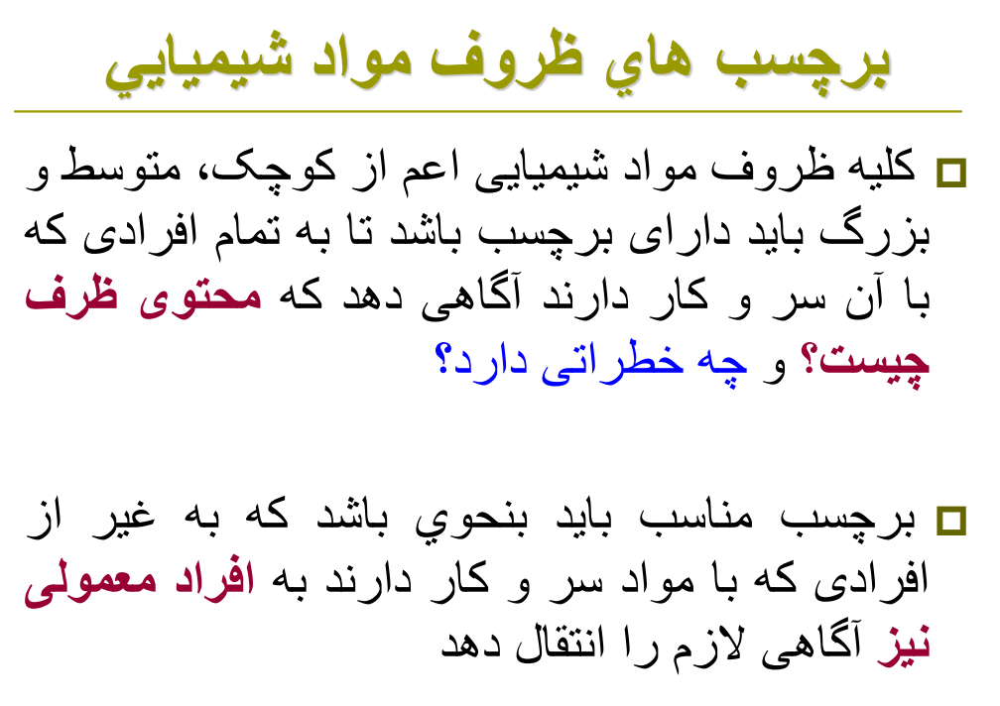 برچسب هاي ظروف مواد شيميايي
کلیه ظروف مواد شیمیایی اعم از کوچک، متوسط و
بزرگ باید دارای برچسب باشد تا به تمام افرادی که
با آن سر و کار دارند آگاهی دهد که محتوی ظرف
چیست؟ و چه خطراتی دارد؟
برچسب مناسب باید بنحوي باشد که به غیر از
افرادی که با مواد سر و کار دارند به افراد معمولی
نیز آگاهی لازم را انتقال دهد